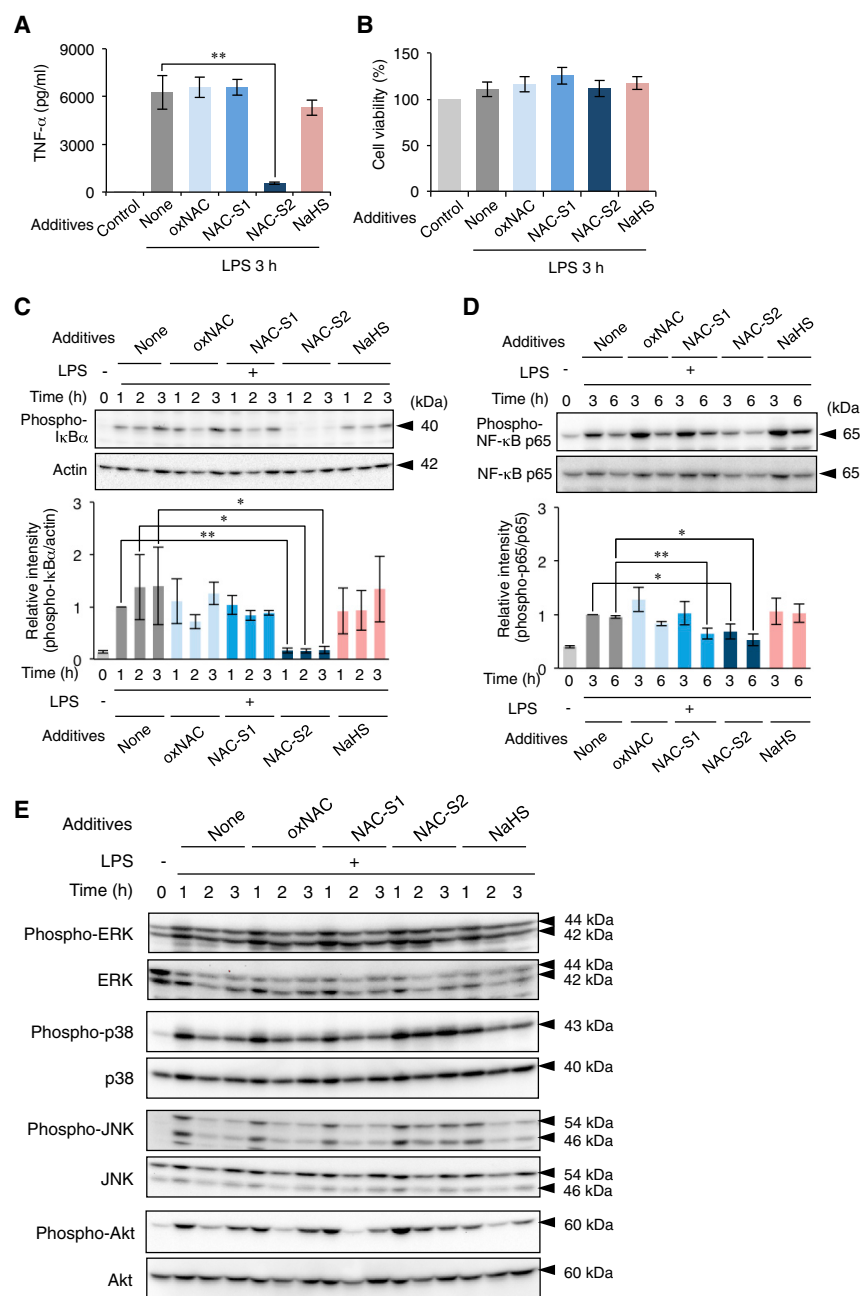 A
9000
6000
3000
0
TNF-α (pg/ml)
**
Additives
Control
None
oxNAC
NAC-S1
NAC-S2
NaHS
LPS 3 h
B
150
100
50
0
Cell viability (%)
Additives
Control
None
oxNAC
NAC-S1
NAC-S2
NaHS
LPS 3 h
C
Additives None oxNAC NAC-S1 NAC-S2 NaHS
LPS - +
Time (h) 0 1 2 3 1 2 3 1 2 3 1 2 3 1 2 3 (kDa)
Phospho-
IκBα
40
Actin
42
3
2
1
0
Relative intensity
(phospho-IκBα/actin)
*
*
**
Time (h) 0 1 2 3 1 2 3 1 2 3 1 2 3 1 2 3
LPS - +
Additives None oxNAC NAC-S1 NAC-S2 NaHS
D
Additives None oxNAC NAC-S1 NAC-S2 NaHS
LPS - +
Time (h) 0 3 6 3 6 3 6 3 6 3 6 (kDa
Phospho-
NF-κB p65
65
NF-κB p65
65
3
2
1
0
Relative intensity
(phospho-p65/p65)
*
**
*
Time (h) 0 3 6 3 6 3 6 3 6 3 6
LPS - +
Additives None oxNAC NAC-S1 NAC-S2 NaHS
E
Additives None oxNAC NAC-S1 NAC-S2 NaHS
LPS - +
Time (h) 0 1 2 3 1 2 3 1 2 3 1 2 3 1 2 3
Phospho-ERK
44 kDa
42 kDa
ERK
44 kDa
42 kDa
Phospho-p38
43 kDa
p38
40 kDa
Phospho-JNK
54 kDa
46 kDa
JNK
54 kDa
46 kDa
Phospho-Akt
60 kDa
Akt
60 kDa